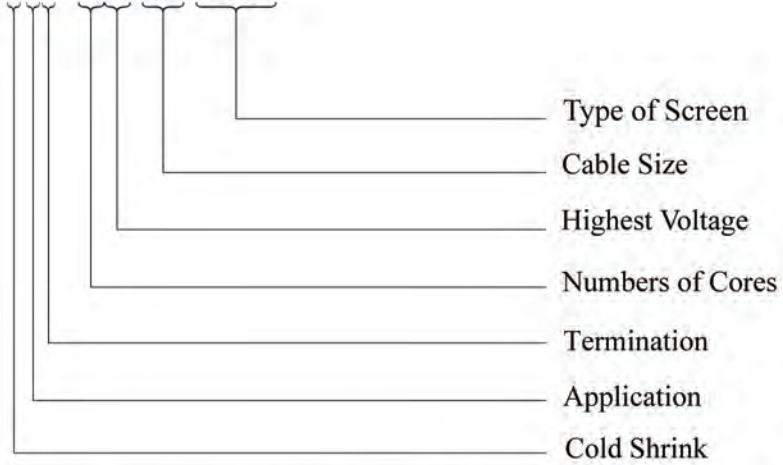 Type of Screen
Cable Size
Highest Voltage
Numbers of Cores
Termination
Application
Cold Shrink